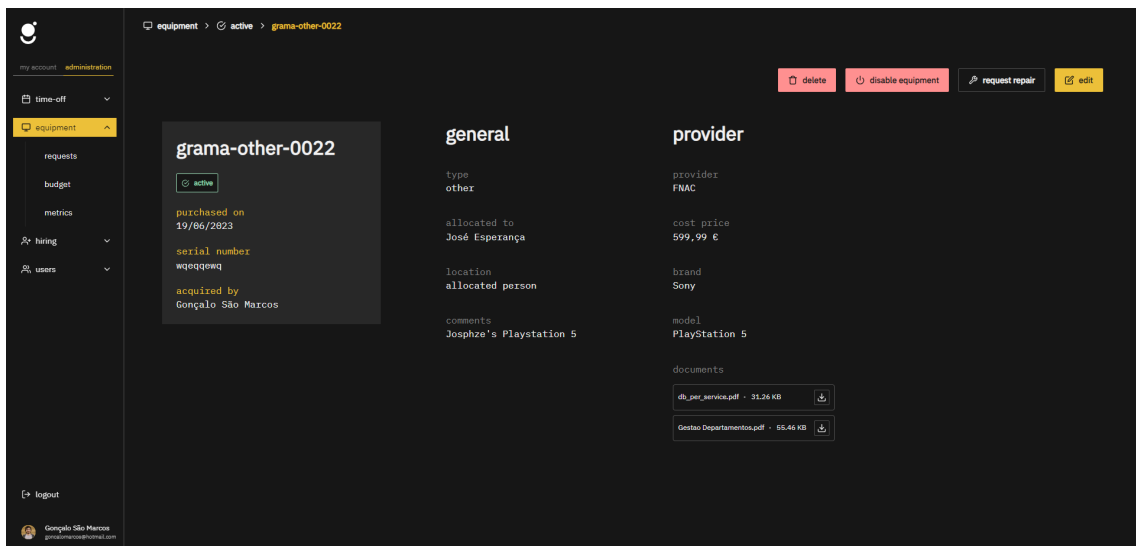 equipment > active > grama-other-0022
my account administration
delete disable equipment request repair edit
time-off
equipment
requests
budget
metrics
hiring
users
grama-other-0022
active
purchased on
19/06/2023
serial number
wqeqqewq
acquired by
Gonçalo São Marcos
general
type
other
allocated to
José Esperança
location
allocated person
comments
Josphze's Playstation 5
provider
provider
FNAC
cost price
599,99 €
brand
Sony
model
PlayStation 5
documents
db_per_service.pdf - 31.26 KB
Gestao Departamentos.pdf - 55.46 KB
logout
Gonçalo São Marcos
goncalomarcos@hotmail.com